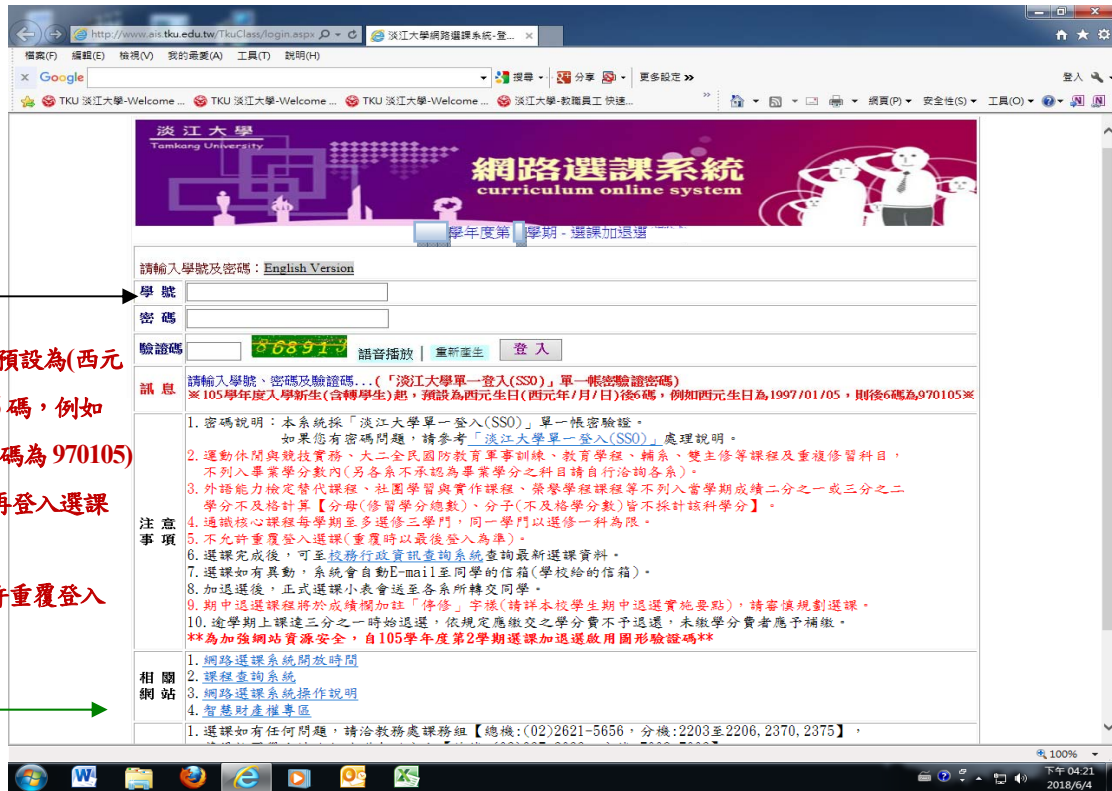 http://www.ais.tku.edu.tw/TkuClass/login.aspx
淡江大學網路選課系統-登...
檔案(F) 編輯(E) 檢視(V) 我的最愛(A) 工具(T) 說明(H)
x Google 搜尋 分享 更多設定 » 登入
TKU 淡江大學-Welcome ... TKU 淡江大學-Welcome ... TKU 淡江大學-Welcome ... 淡江大學-教職員工 快速... » 網頁(P) 安全性(S) 工具(O)
淡江大學
Tamkang University
網路選課系統
curriculum online system
學年度第 學期 - 選課加退選
請輸入學號及密碼：English Version
學 號
密 碼
驗證碼 868913 語音播放 | 重新產生 登 入
預設為(西元
碼，例如
碼為 970105)
再登入選課
重覆登入
訊 息
請輸入學號、密碼及驗證碼...(「淡江大學單一登入(SSO)」單一帳密驗證密碼)
※105學年度入學新生(含轉學生)起，預設為西元生日(西元年/月/日)後6碼，例如西元生日為1997/01/05，則後6碼為970105※
注 意
事 項
1.密碼說明：本系統採「淡江大學單一登入(SSO)」單一帳密驗證。
如果您有密碼問題，請參考「淡江大學單一登入(SSO)」處理說明。
2.運動休閒與競技實務、大二全民國防教育軍事訓練、教育學程、輔系、雙主修等課程及重複修習科目，
不列入畢業學分數內(另各系不承認為畢業學分之科目請自行洽詢各系)。
3.外語能力檢定替代課程、社團學習與實作課程、榮譽學程課程等不列入當學期成績二分之一或三分之二
學分不及格計算【分母(修習學分總數)、分子(不及格學分數)皆不採計該科學分】。
4.通識核心課程每學期至多選修三學門，同一學門以選修一科為限。
5.不允許重覆登入選課(重覆時以最後登入為準)。
6.選課完成後，可至校務行政資訊查詢系統查詢最新選課資料。
7.選課如有異動，系統會自動E-mail至同學的信箱(學校給的信箱)。
8.加退選後，正式選課小表會送至各系所轉交同學。
9.期中退選課程將於成績欄加註「停修」字樣(請詳本校學生期中退選實施要點)，請審慎規劃選課。
10.逾學期上課達三分之一時始退選，依規定應繳交之學分費不予退還，未繳學分費者應予補繳。
**為加強網站資源安全，自105學年度第2學期選課加退選啟用圖形驗證碼**
相 關
網 站
1.網路選課系統開放時間
2.課程查詢系統
3.網路選課系統操作說明
4.智慧財產權專區
1.選課如有任何問題，請洽教務處課務組【總機:(02)2621-5656，分機:2203至2206,2370,2375】，
100%
下午 04:21
2018/6/4